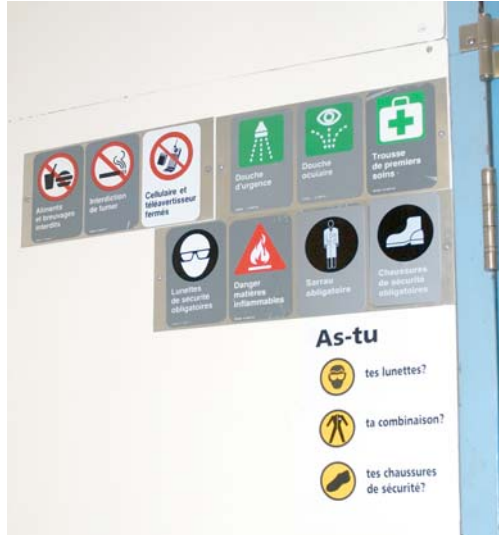 Aliments
et breuvages
interdits
Interdiction
de fumer
Cellulaire et
téléavertisseur
fermés
Douche
d'urgence
Douche
oculaire
Trousse
de premiers
soins
Lunettes
de sécurité
obligatoires
Danger
matières
inflammables
Sarrau
obligatoire
Chaussures
de sécurité
obligatoires
As-tu
tes lunettes?
ta combinaison?
tes chaussures
de sécurité?